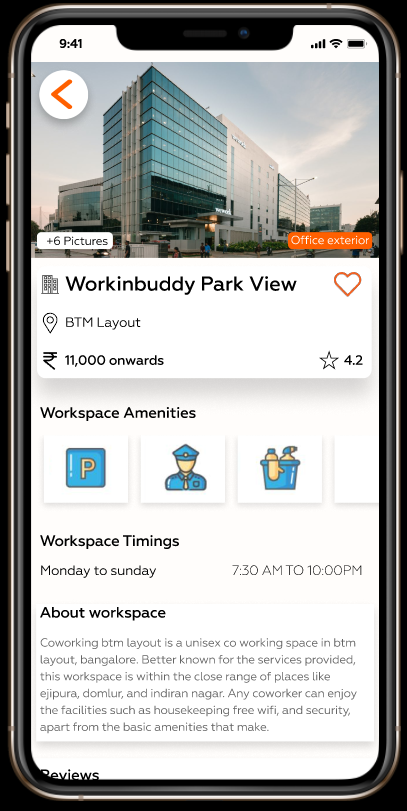 9:41
+6 Pictures
Office exterior
Workinbuddy Park View
BTM Layout
₹ 11,000 onwards
4.2
Workspace Amenities
P
Workspace Timings
Monday to sunday
7:30 AM TO 10:00PM
About workspace
Coworking btm layout is a unisex co working space in btm
layout, bangalore. Better known for the services provided,
this workspace is within the close range of places like
ejipura, domlur, and indiran nagar. Any coworker can enjoy
the facilities such as housekeeping free wifi, and security,
apart from the basic amenities that make.
Reviews